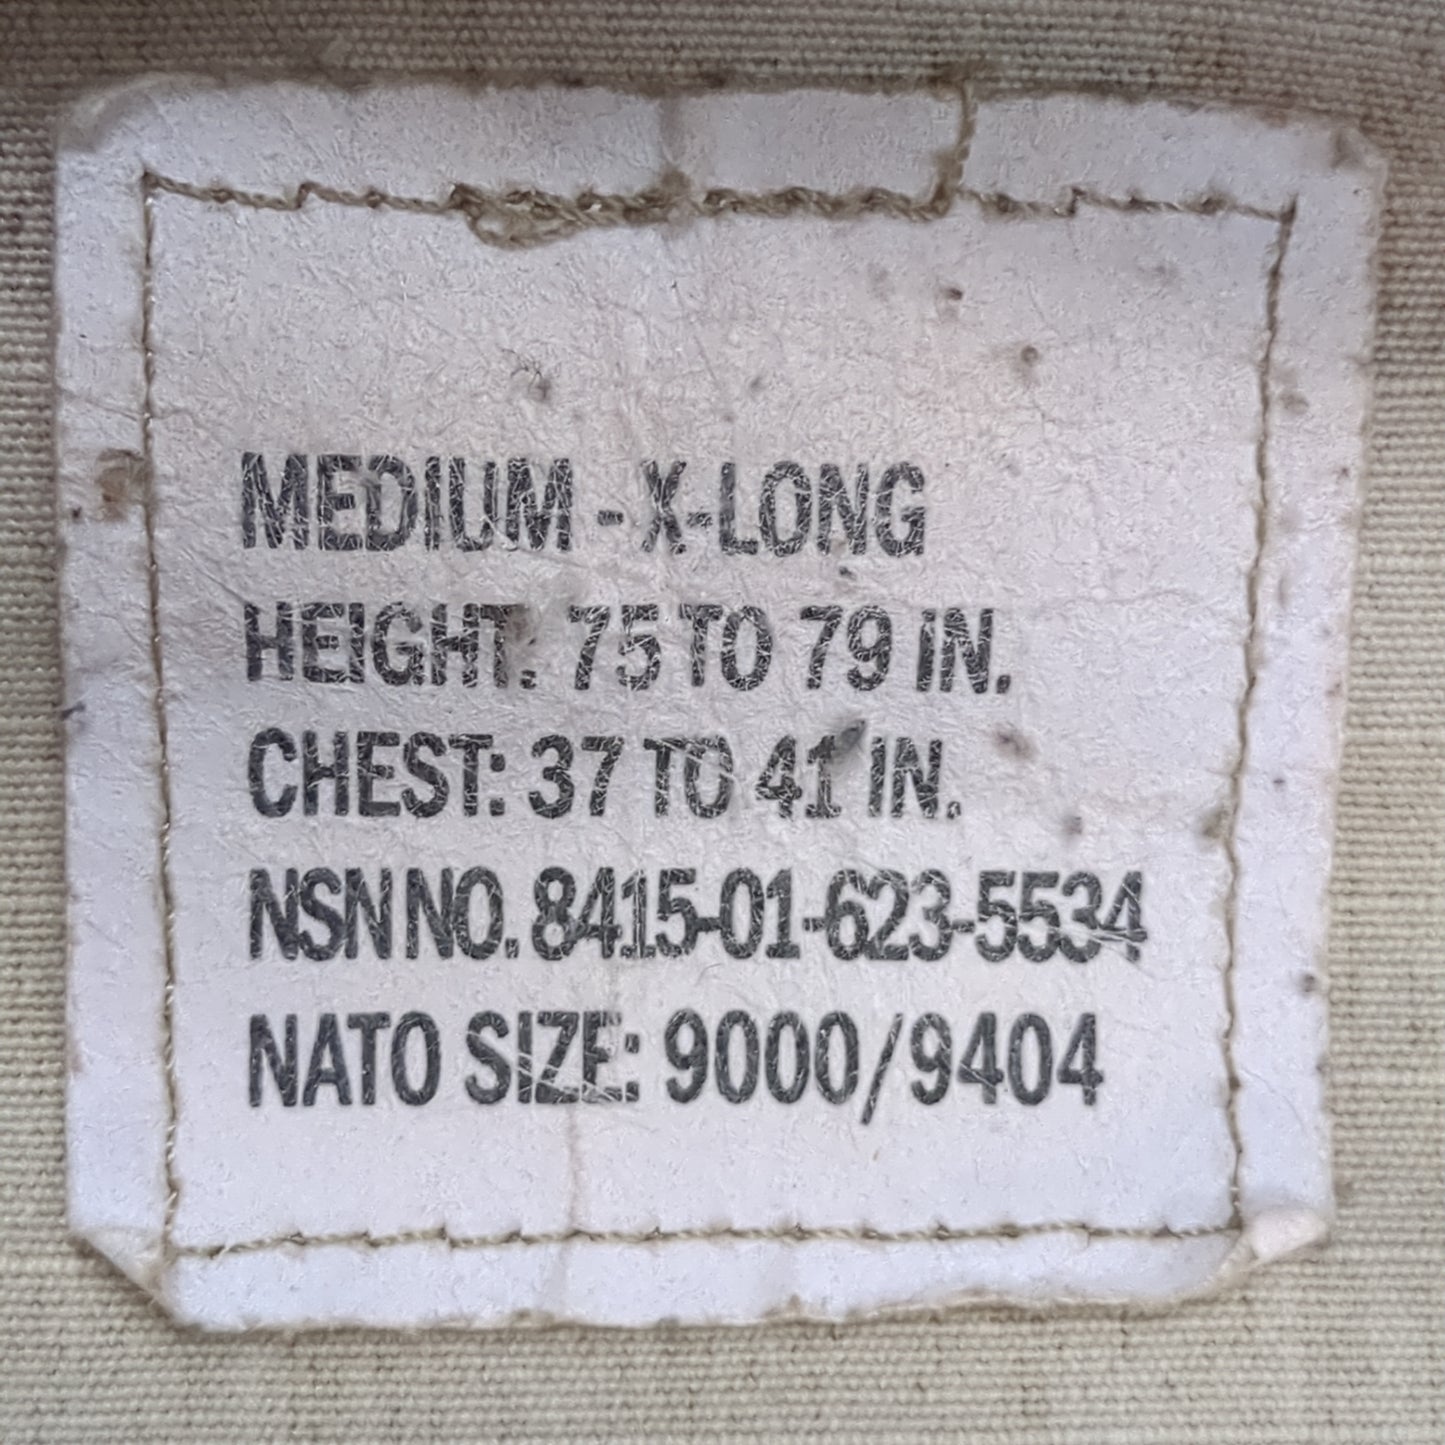 MEDIUM - X-LONG
HEIGHT: 75 TO 79 IN.
CHEST: 37 TO 41 IN.
NSN NO. 8415-01-623-5534
NATO SIZE: 9000/9404